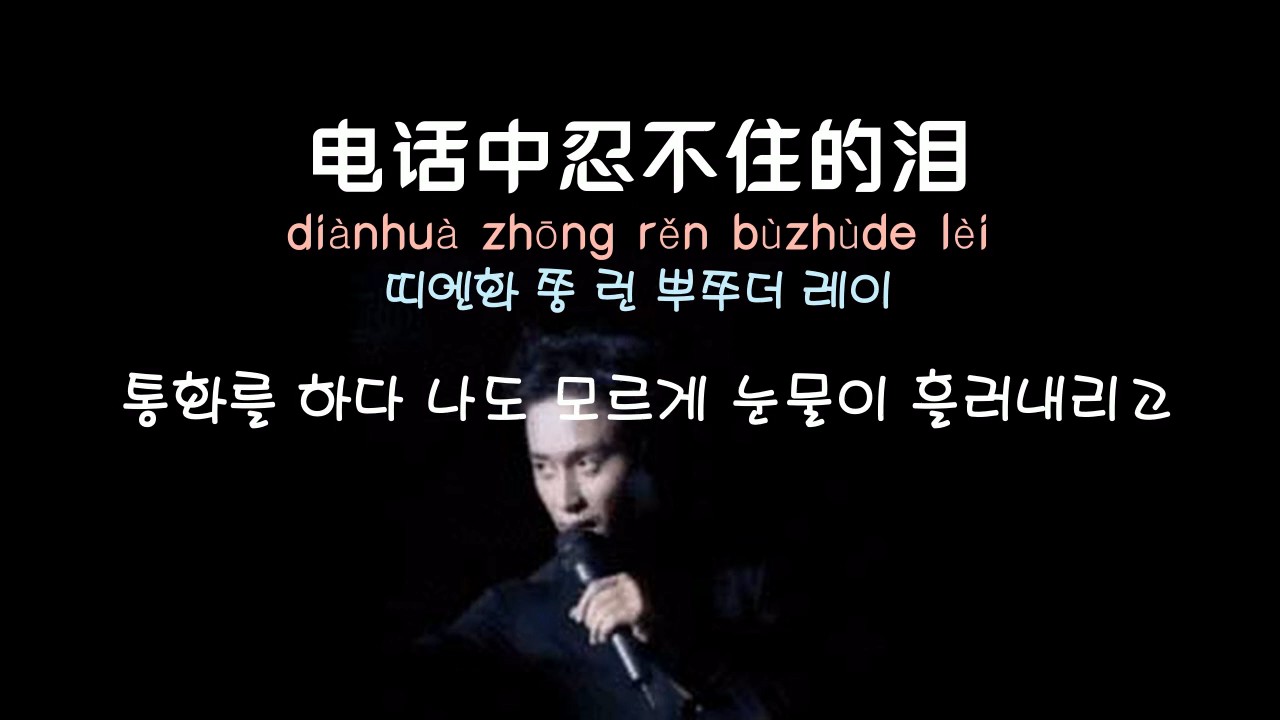 电话中忍不住的泪
diànhuà zhōng rěn bùzhùde lèi
띠엔화 쭝 런 뿌쭈더 레이
통화를 하다 나도 모르게 눈물이 흘러내리고